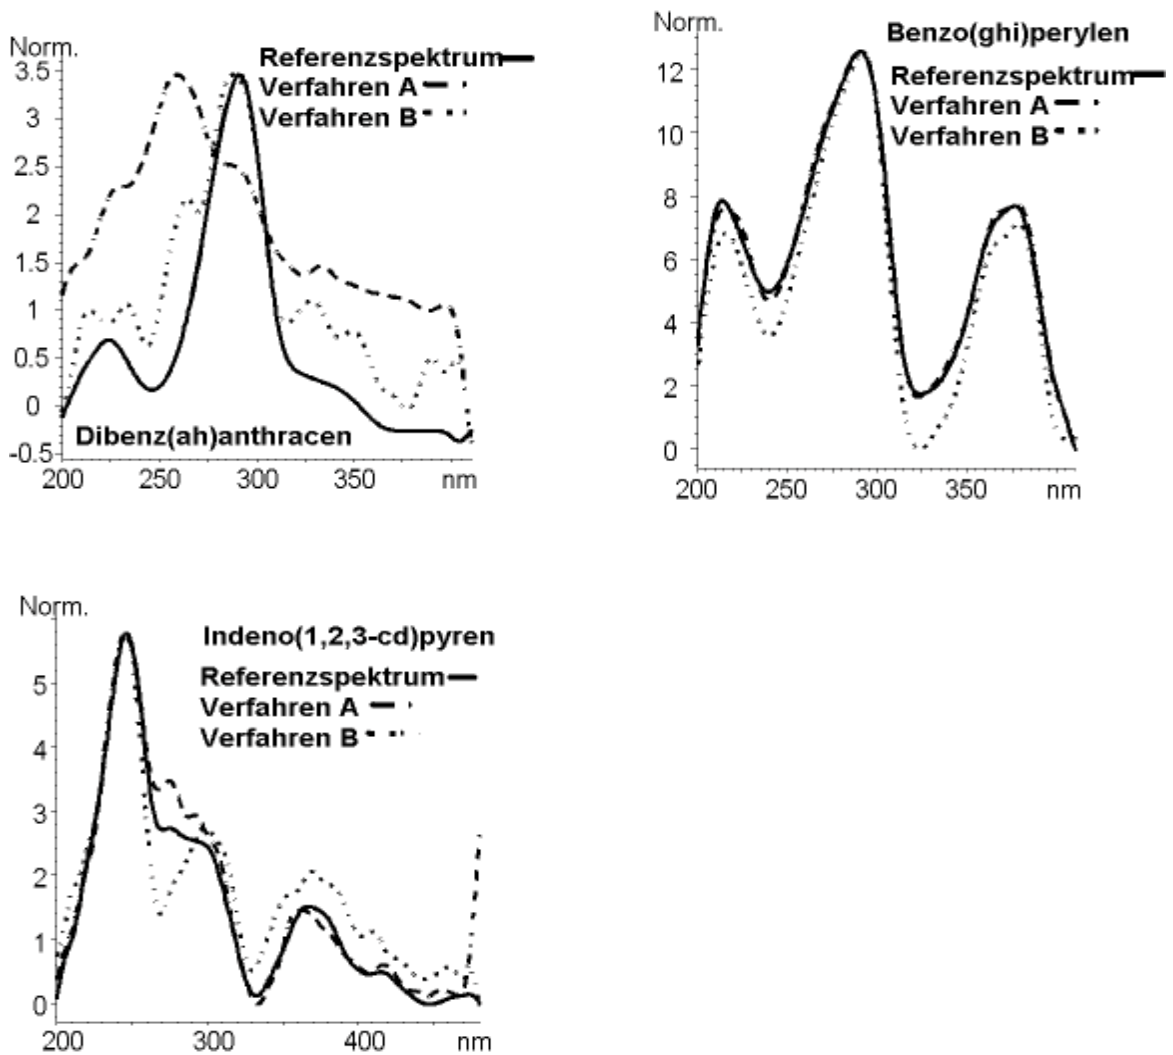 Norm.
Referenzspektrum
Verfahren A
Verfahren B
3.5
3
2.5
2
1.5
1
0.5
0
-0.5
Dibenz(ah)anthracen
200 250 300 350 nm
Norm.
Benzo(ghi)perylen
Referenzspektrum
Verfahren A
Verfahren B
12
10
8
6
4
2
0
200 250 300 350 nm
Norm.
Indeno(1,2,3-cd)pyren
Referenzspektrum
Verfahren A
Verfahren B
5
4
3
2
1
0
200 300 400 nm